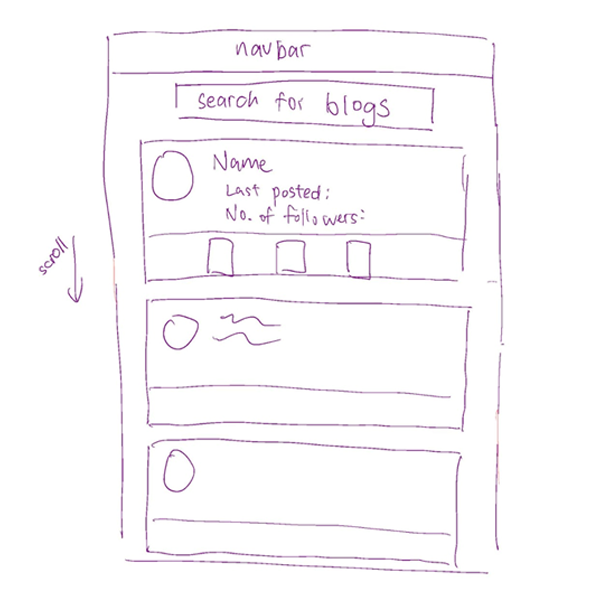 navbar
search for blogs
Name
Last posted:
No. of followers:
scroll